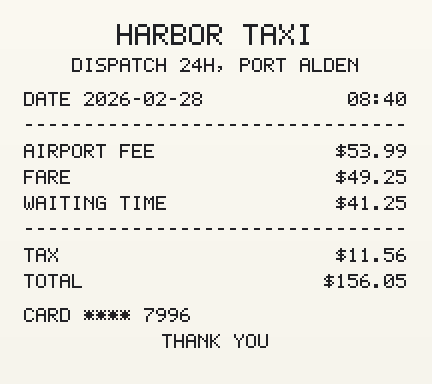 HARBOR TAXI
DISPATCH 24H, PORT ALDEN
DATE 2026-02-28 08:40
--------------------------------
AIRPORT FEE $53.99
FARE $49.25
WAITING TIME $41.25
--------------------------------
TAX $11.56
TOTAL $156.05
CARD **** 7996
THANK YOU